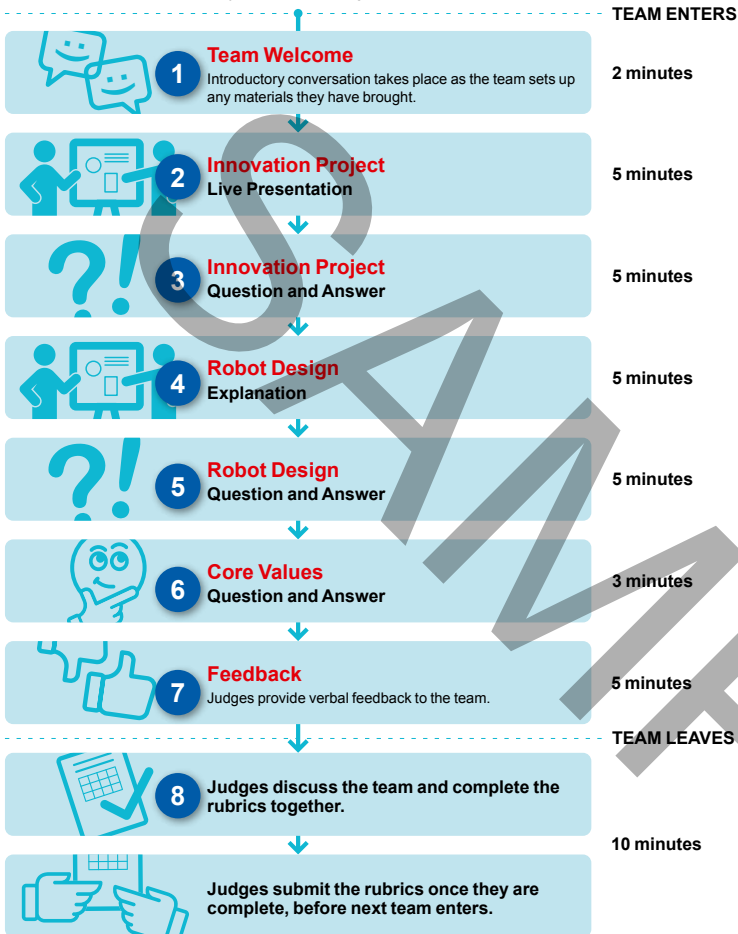 TEAM ENTERS
1
Team Welcome
Introductory conversation takes place as the team sets up
any materials they have brought.
2 minutes
2
Innovation Project
Live Presentation
5 minutes
3
Innovation Project
Question and Answer
5 minutes
4
Robot Design
Explanation
5 minutes
5
Robot Design
Question and Answer
5 minutes
6
Core Values
Question and Answer
3 minutes
7
Feedback
Judges provide verbal feedback to the team.
5 minutes
TEAM LEAVES
8
Judges discuss the team and complete the
rubrics together.
10 minutes
Judges submit the rubrics once they are
complete, before next team enters.